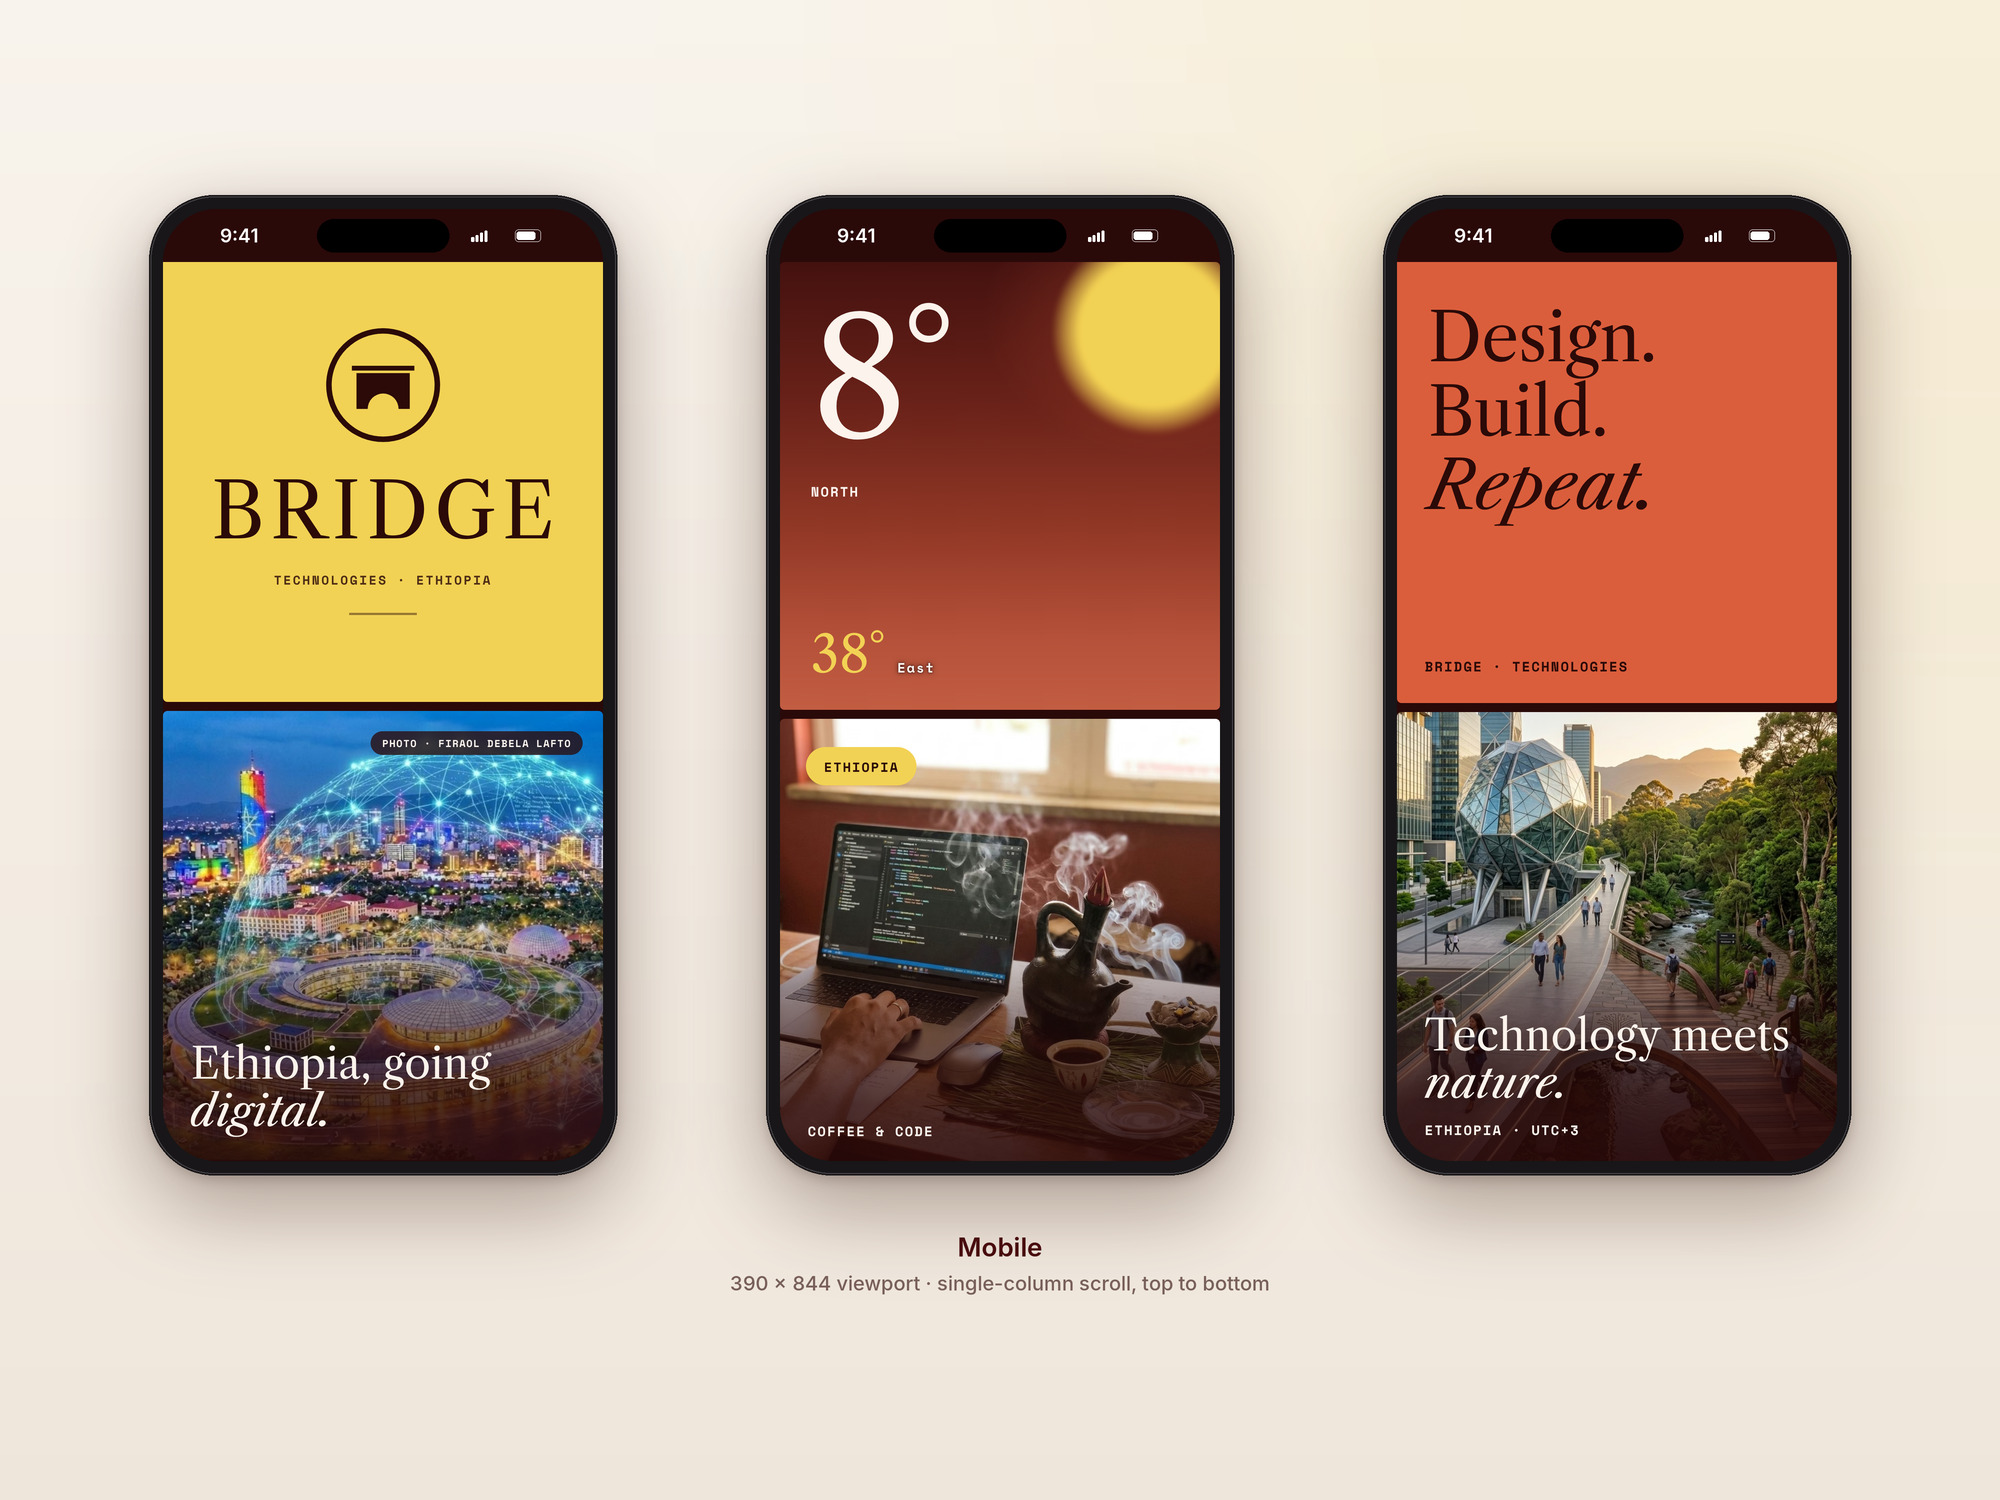 9:41
BRIDGE
TECHNOLOGIES · ETHIOPIA
PHOTO · FIRAOL DEBELA LAFTO
Ethiopia, going
digital.
9:41
8°
NORTH
38° East
ETHIOPIA
COFFEE & CODE
9:41
Design.
Build.
Repeat.
BRIDGE · TECHNOLOGIES
Technology meets
nature.
ETHIOPIA · UTC+3
Mobile
390 × 844 viewport · single-column scroll, top to bottom